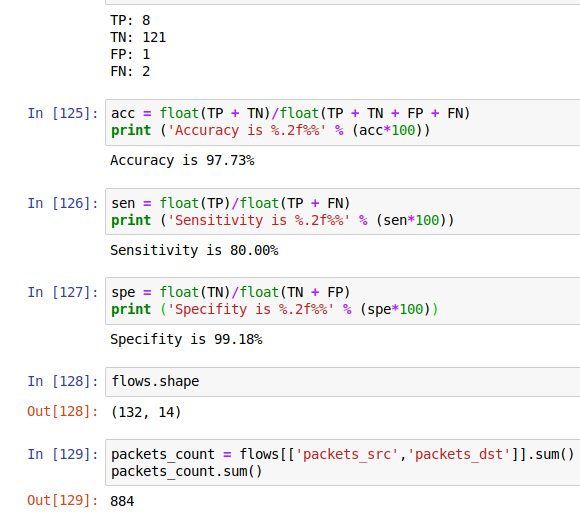 TP: 8
TN: 121
FP: 1
FN: 2
In [125]: acc = float(TP + TN)/float(TP + TN + FP + FN)
print ('Accuracy is %.2f%%' % (acc*100))
Accuracy is 97.73%
In [126]: sen = float(TP)/float(TP + FN)
print ('Sensitivity is %.2f%%' % (sen*100))
Sensitivity is 80.00%
In [127]: spe = float(TN)/float(TN + FP)
print ('Specifity is %.2f%%' % (spe*100))
Specifity is 99.18%
In [128]: flows.shape
Out[128]: (132, 14)
In [129]: packets_count = flows[['packets_src','packets_dst']].sum()
packets_count.sum()
Out[129]: 884